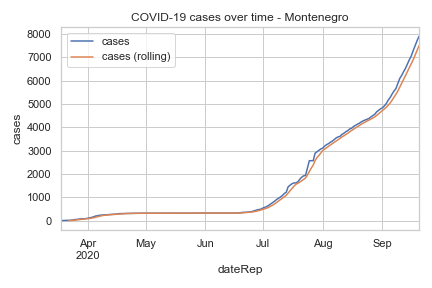 COVID-19 cases over time - Montenegro
cases
cases (rolling)
8000
7000
6000
5000
4000
3000
2000
1000
0
cases
Apr
2020
May
Jun
Jul
Aug
Sep
dateRep